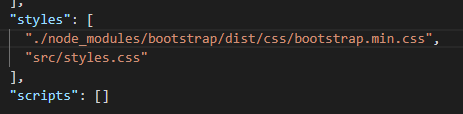 ],
"styles": [
"./node_modules/bootstrap/dist/css/bootstrap.min.css",
"src/styles.css"
],
"scripts": []